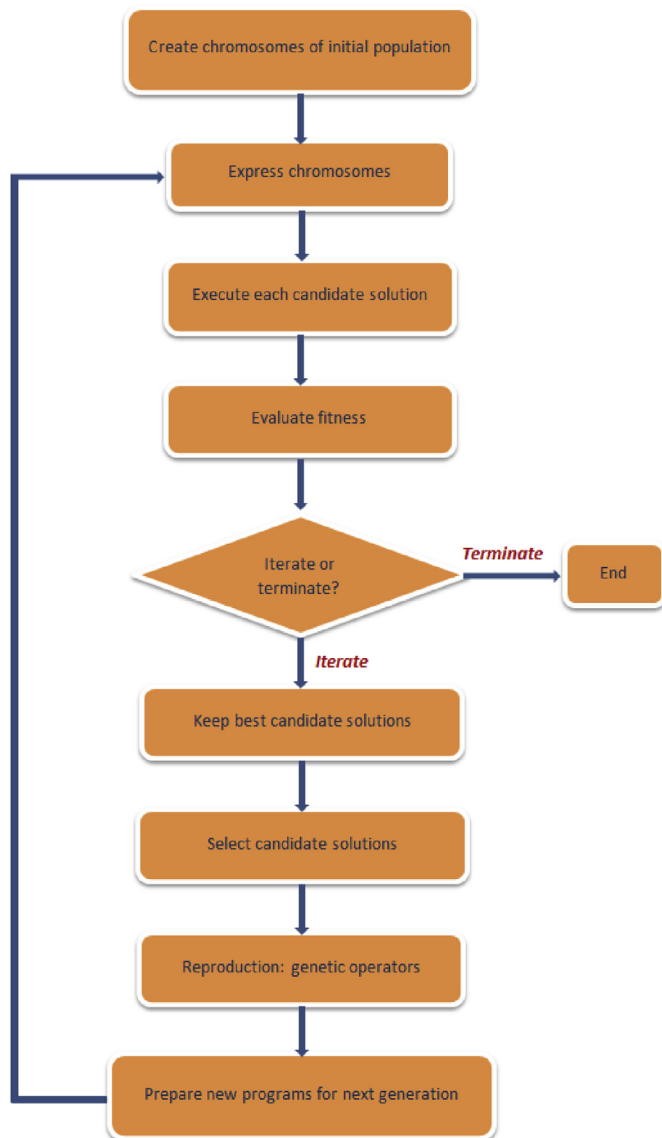 Create chromosomes of initial population
Express chromosomes
Execute each candidate solution
Evaluate fitness
Iterate or
terminate?
Terminate
End
Iterate
Keep best candidate solutions
Select candidate solutions
Reproduction: genetic operators
Prepare new programs for next generation